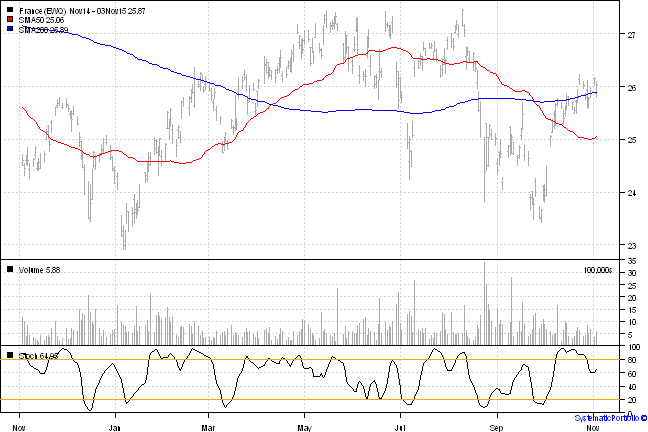 France (EWQ) Nov14 - 03Nov15 25.87
SMA50 25.06
SMA200 25.89
27
26
25
24
23
Volume 5.88
100,000s
35
30
25
20
15
10
5
Stoch 64.95
100
80
60
40
20
0
Nov Jan Mar May Jul Sep Nov
SystematicPortfolio ©